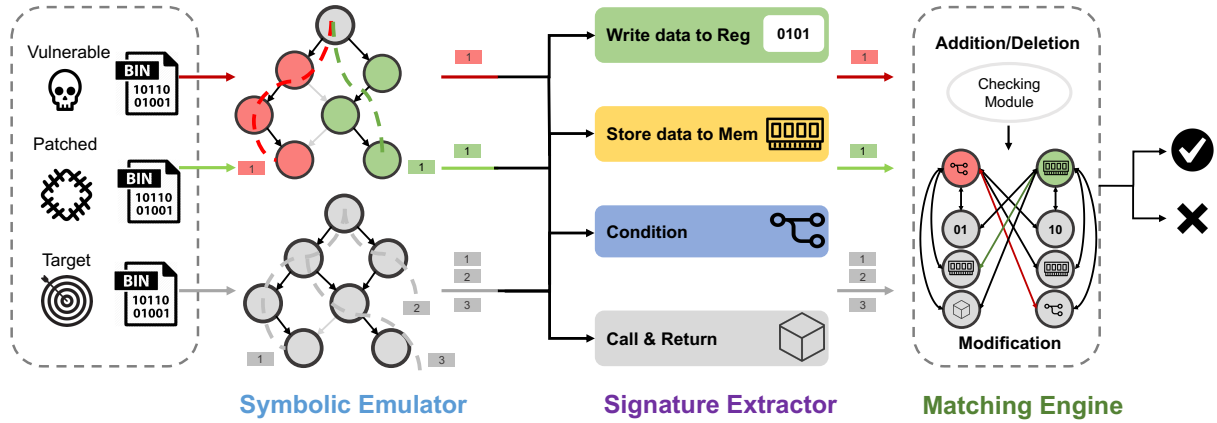 Vulnerable
BIN
10110
01001
Patched
BIN
10110
01001
Target
BIN
10110
01001
1
1
1
2
3
Symbolic Emulator
1
1
1
2
3
Write data to Reg
0101
Store data to Mem
Condition
Call & Return
Signature Extractor
1
1
1
2
3
Addition/Deletion
Checking
Module
01
10
Modification
Matching Engine